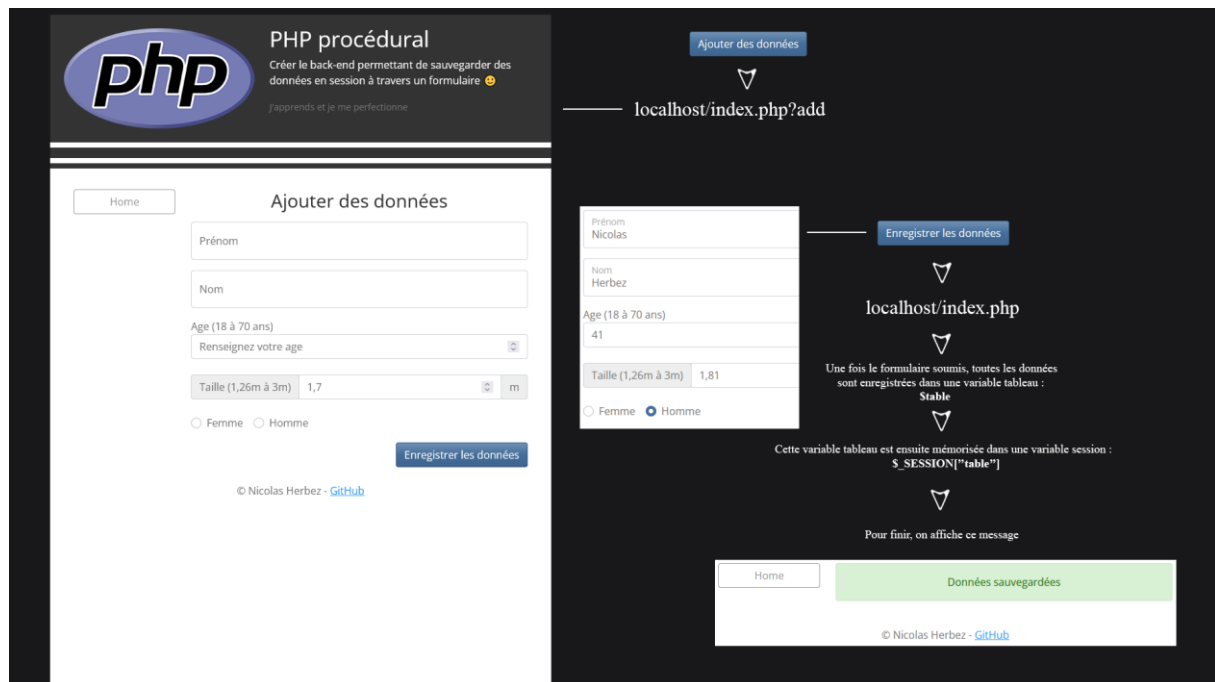 php
PHP procédural
Créer le back-end permettant de sauvegarder des
données en session à travers un formulaire 🙂
J'apprends et je me perfectionne
Home
Ajouter des données
Prénom
Nom
Age (18 à 70 ans)
Renseignez votre age
Taille (1,26m à 3m) 1,7 m
Femme Homme
Enregistrer les données
© Nicolas Herbez - GitHub
Ajouter des données
localhost/index.php?add
Prénom
Nicolas
Nom
Herbez
Age (18 à 70 ans)
41
Taille (1,26m à 3m) 1,81
Femme Homme
Enregistrer les données
localhost/index.php
Une fois le formulaire soumis, toutes les données
sont enregistrées dans une variable tableau :
$table
Cette variable tableau est ensuite mémorisée dans une variable session :
$_SESSION["table"]
Pour finir, on affiche ce message
Home
Données sauvegardées
© Nicolas Herbez - GitHub